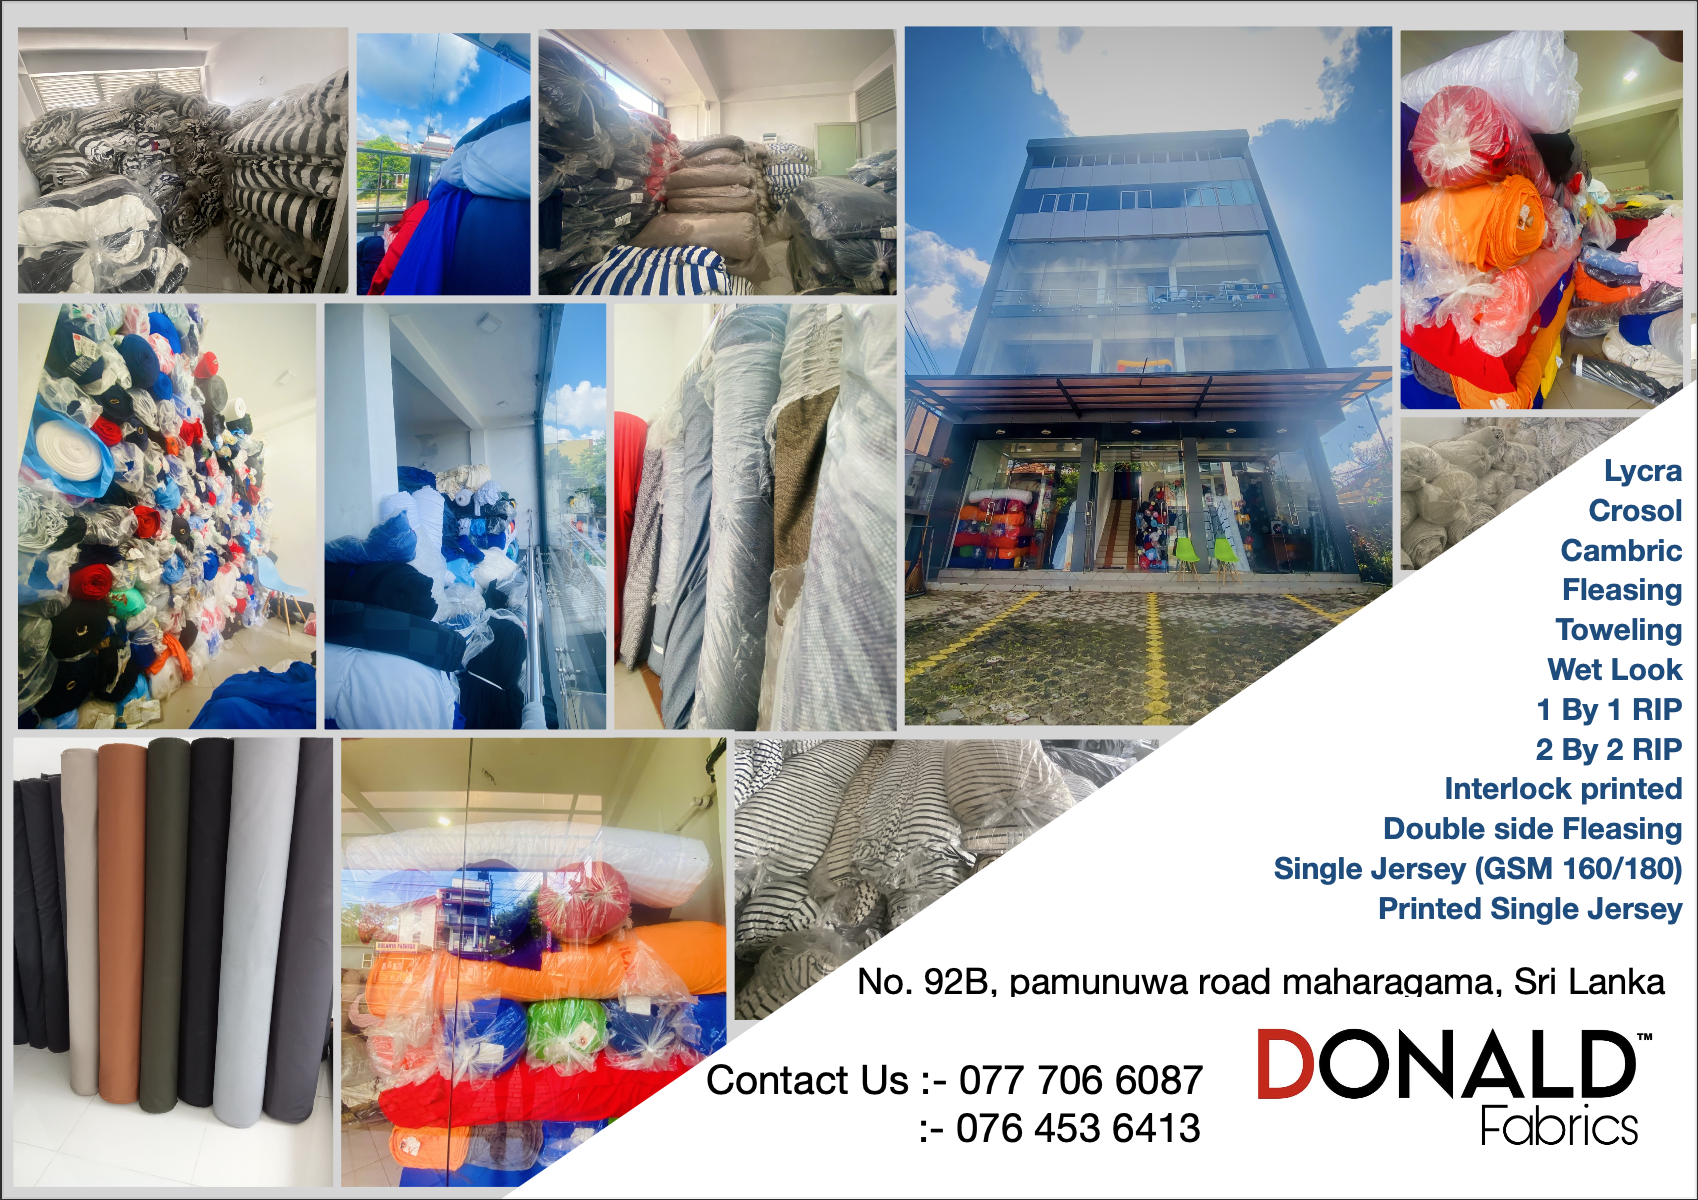 Lycra
Crosol
Cambric
Fleasing
Toweling
Wet Look
1 By 1 RIP
2 By 2 RIP
Interlock printed
Double side Fleasing
Single Jersey (GSM 160/180)
Printed Single Jersey
No. 92B, pamunuwa road maharagama, Sri Lanka
Contact Us :- 077 706 6087
:- 076 453 6413
DONALD™
Fabrics